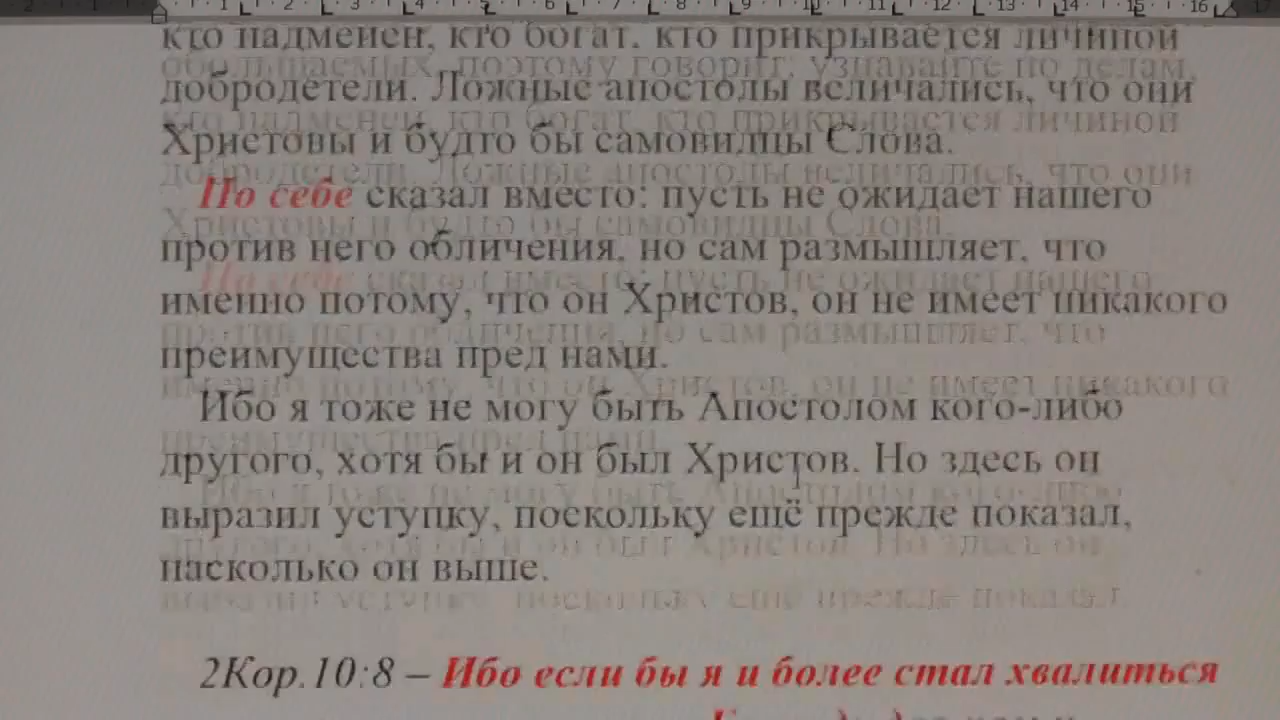 кто надменен, кто богат, кто прикрывается личиной
добродетели. Ложные апостолы величались, что они
Христовы и будто бы самовидцы Слова.
По себе сказал вместо: пусть не ожидает нашего
против него обличения, но сам размышляет, что
именно потому, что он Христов, он не имеет никакого
преимущества пред нами.
Ибо я тоже не могу быть Апостолом кого-либо
другого, хотя бы и он был Христов. Но здесь он
выразил уступку, поскольку ещё прежде показал,
насколько он выше.
2Кор.10:8 – Ибо если бы я и более стал хвалиться